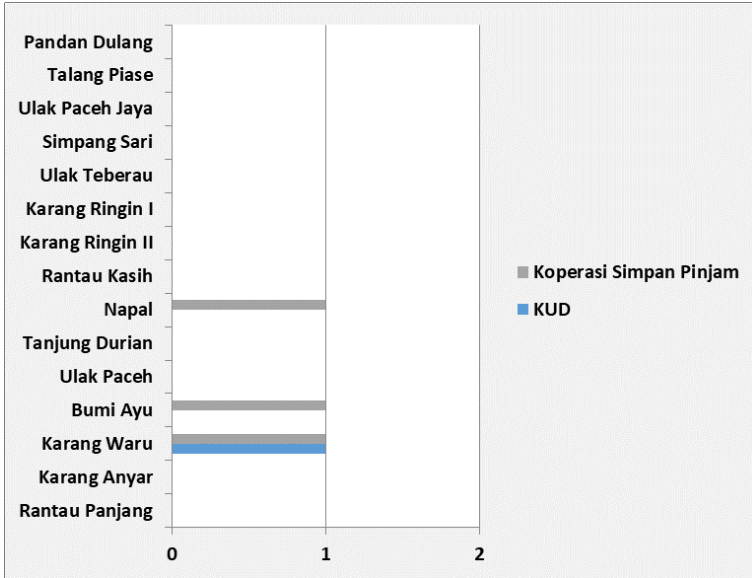 Pandan Dulang
Talang Piase
Ulak Paceh Jaya
Simpang Sari
Ulak Teberau
Karang Ringin I
Karang Ringin II
Rantau Kasih
Napal
Tanjung Durian
Ulak Paceh
Bumi Ayu
Karang Waru
Karang Anyar
Rantau Panjang
0 1 2
Koperasi Simpan Pinjam
KUD